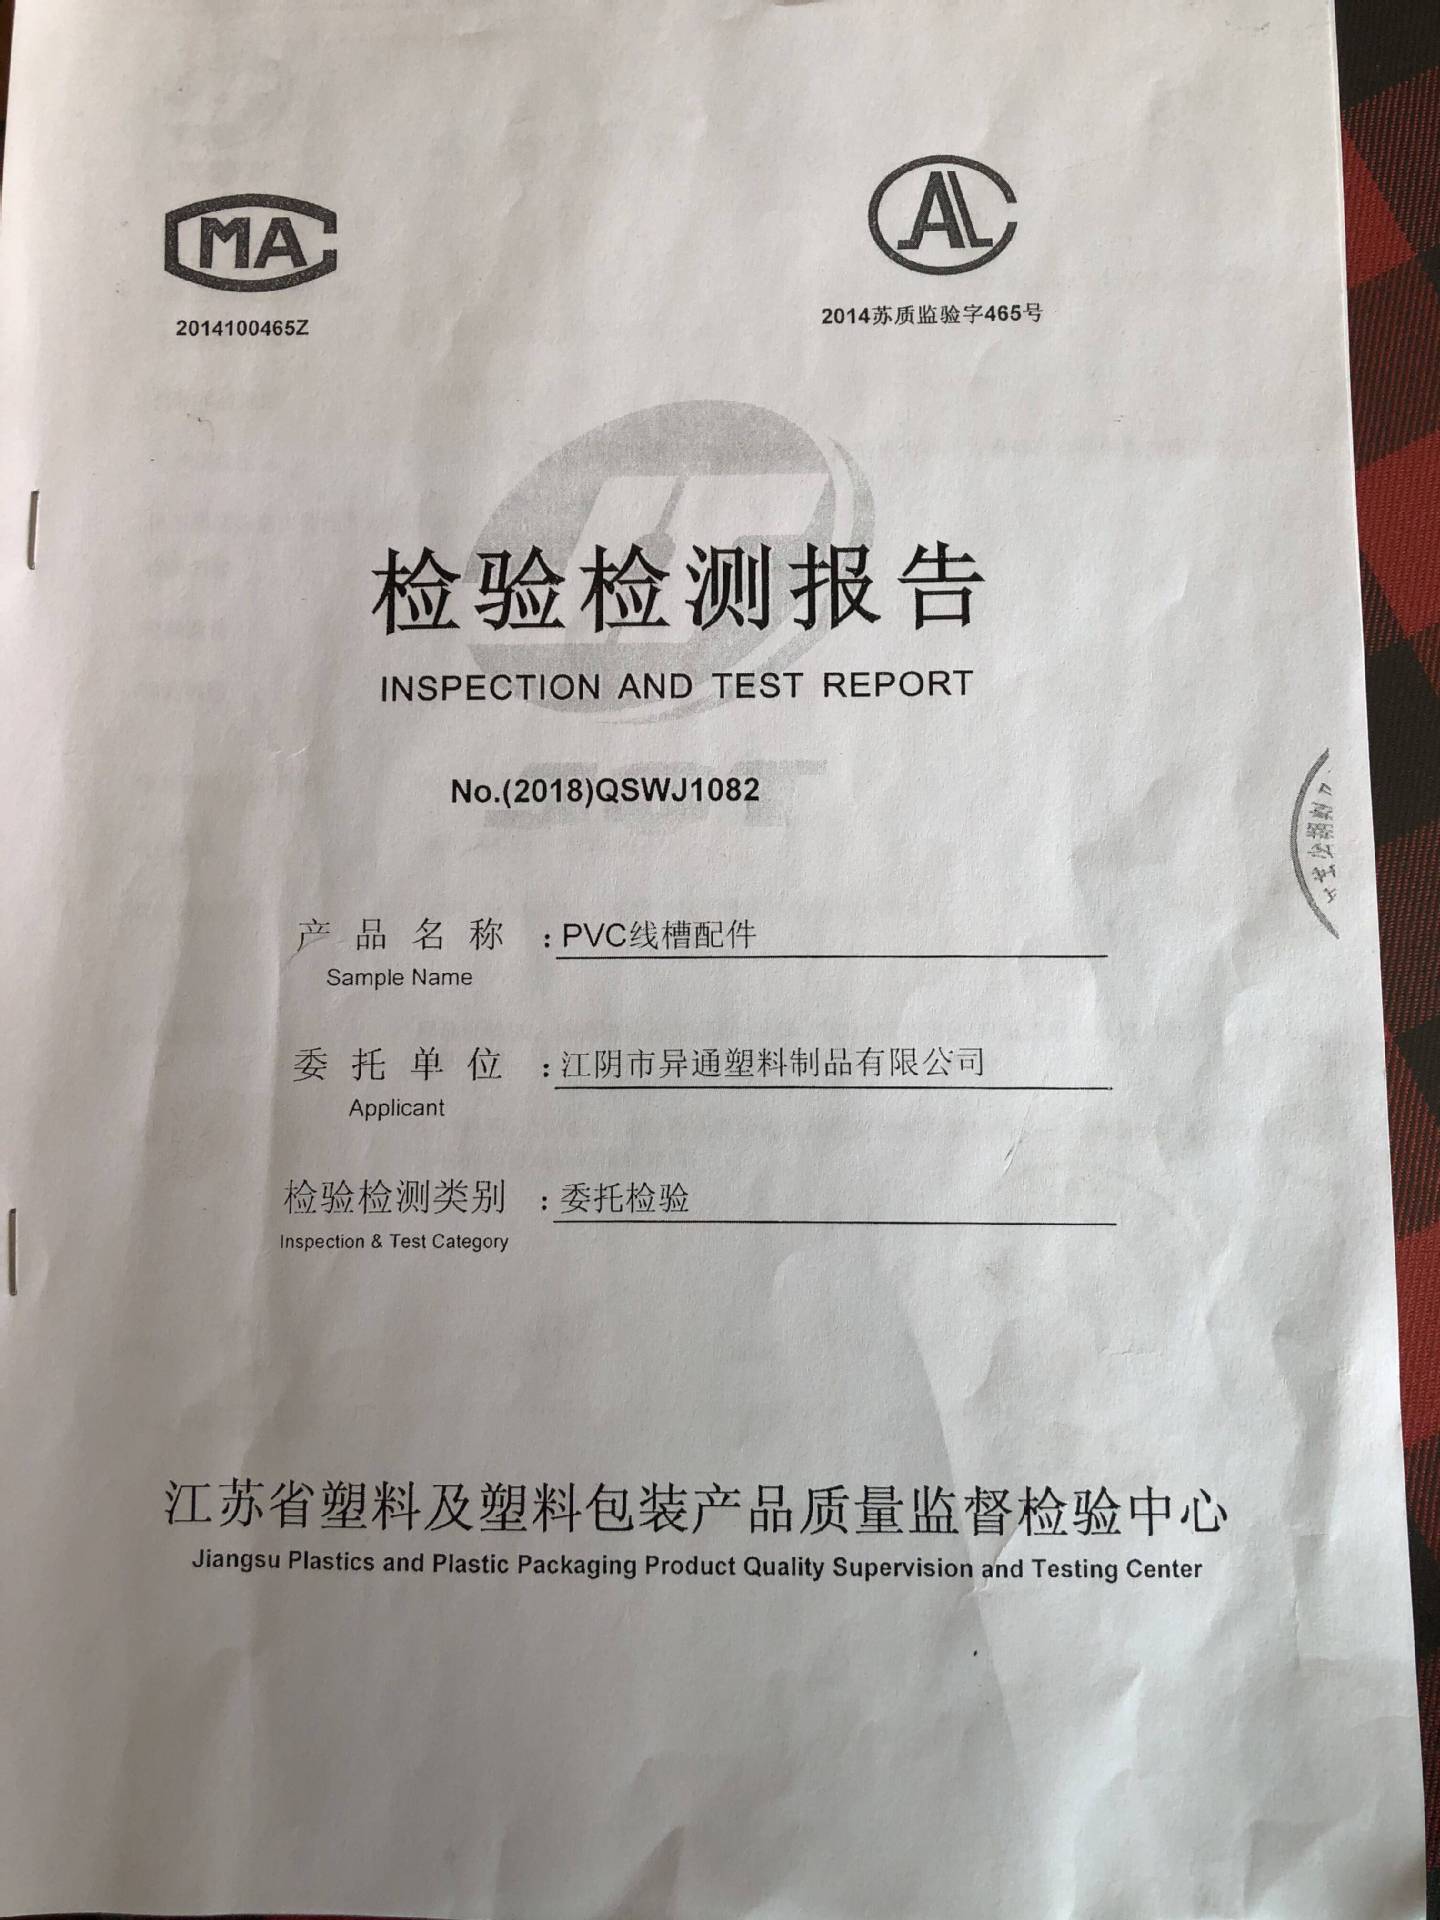 MA
AL
2014100465Z
2014苏质监验字465号
检验检测报告
INSPECTION AND TEST REPORT
No.(2018)QSWJ1082
产品名称：PVC线槽配件
Sample Name
委托单位：江阴市异通塑料制品有限公司
Applicant
检验检测类别：委托检验
Inspection & Test Category
江苏省塑料及塑料包装产品质量监督检验中心
Jiangsu Plastics and Plastic Packaging Product Quality Supervision and Testing Center